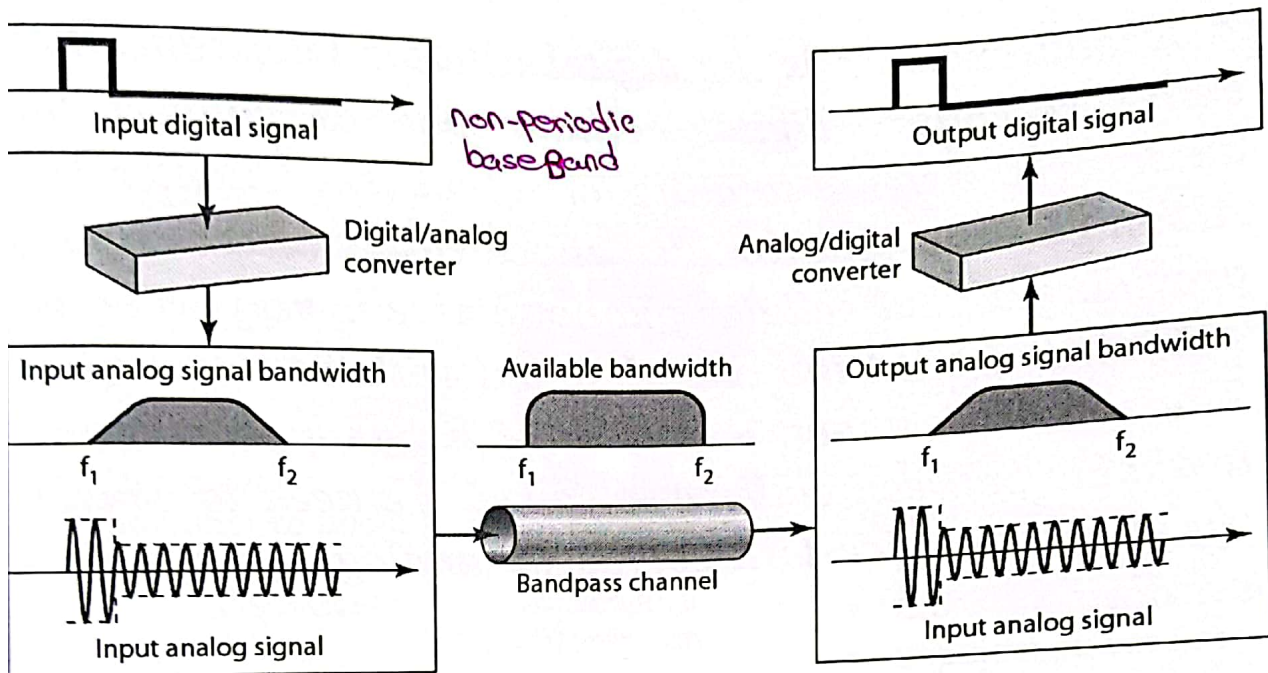 Input digital signal
non-periodic
baseband
Output digital signal
Digital/analog
converter
Analog/digital
converter
Input analog signal bandwidth
f1
f2
Available bandwidth
f1
f2
Output analog signal bandwidth
f1
f2
Bandpass channel
Input analog signal
Input analog signal